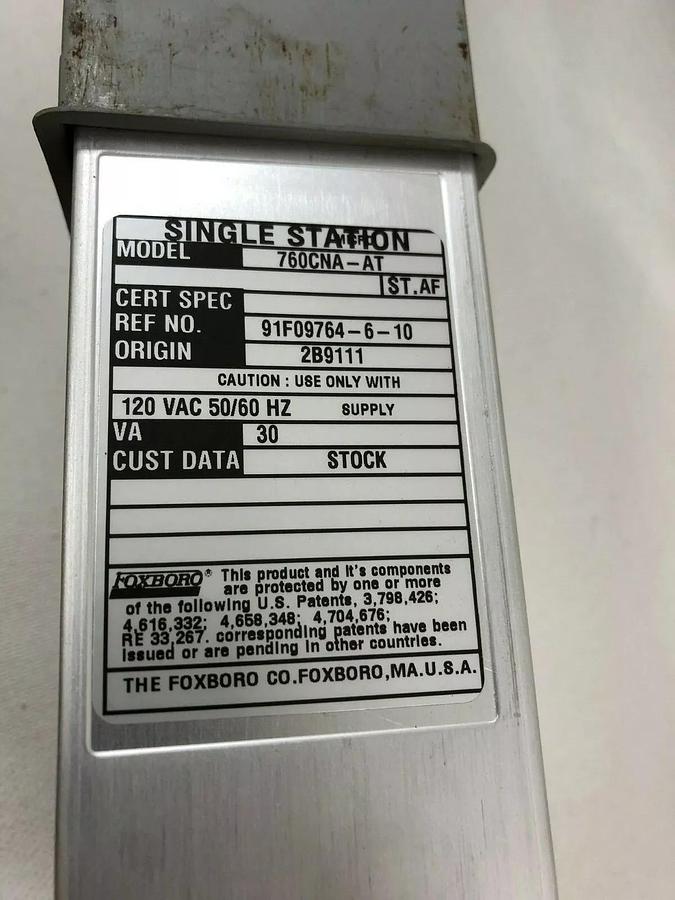 SINGLE STATION
MODEL 760CNA-AT
ST.AF
CERT SPEC
REF NO. 91F09764-6-10
ORIGIN 2B9111
CAUTION : USE ONLY WITH
120 VAC 50/60 HZ SUPPLY
VA 30
CUST DATA STOCK
FOXBORO® This product and it's components
are protected by one or more
of the following U.S. Patents, 3,798,426;
4,616,332; 4,658,348; 4,704,676;
RE 33,267. corresponding patents have been
issued or are pending in other countries.
THE FOXBORO CO.FOXBORO,MA.U.S.A.